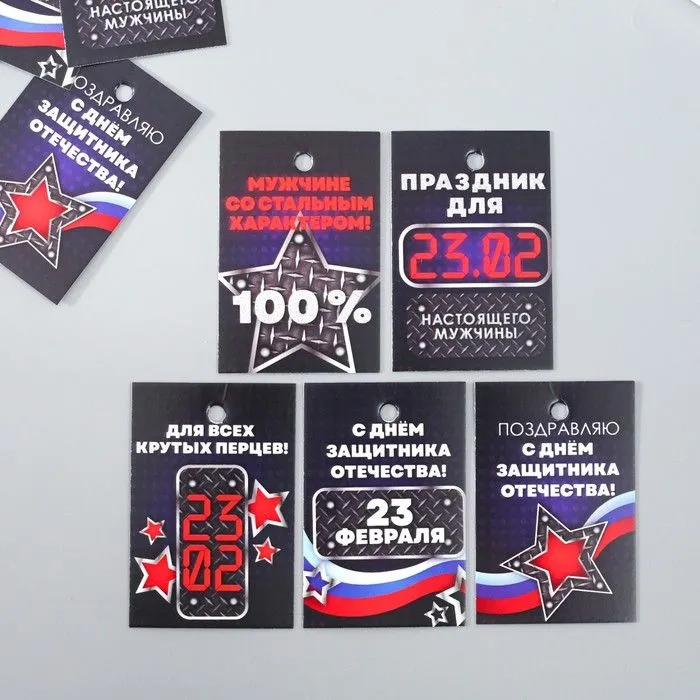 НАСТОЯЩЕГО
МУЖЧИНЫ
ПОЗДРАВЛЯЮ
С ДНЁМ
ЗАЩИТНИКА
ОТЕЧЕСТВА!
МУЖЧИНЕ
СО СТАЛЬНЫМ
ХАРАКТЕРОМ!
100%
ПРАЗДНИК
ДЛЯ
23.02
НАСТОЯЩЕГО
МУЖЧИНЫ
ДЛЯ ВСЕХ
КРУТЫХ ПЕРЦЕВ!
23
02
С ДНЁМ
ЗАЩИТНИКА
ОТЕЧЕСТВА!
23
ФЕВРАЛЯ
ПОЗДРАВЛЯЮ
С ДНЁМ
ЗАЩИТНИКА
ОТЕЧЕСТВА!